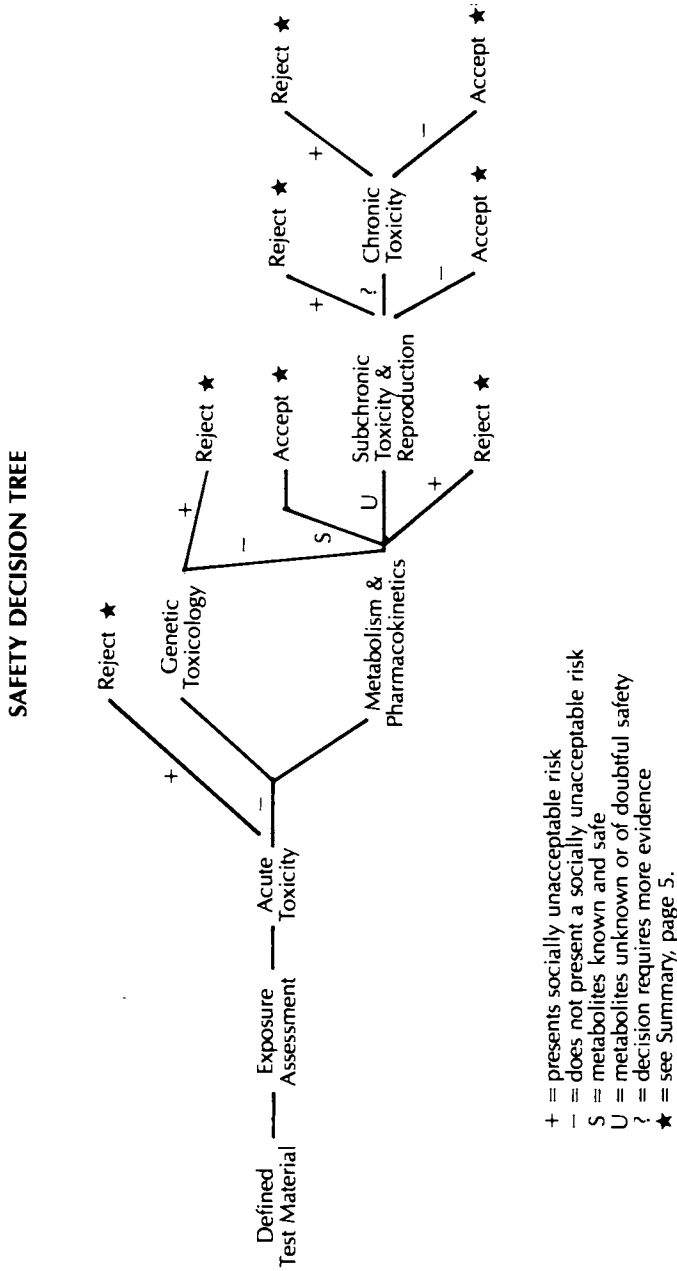 SAFETY DECISION TREE
Defined
Test Material
Exposure
Assessment
Acute
Toxicity
+
Reject ★
−
Genetic
Toxicology
+
Reject ★
−
Metabolism &
Pharmacokinetics
S
Accept ★
U
Subchronic
Toxicity &
Reproduction
+
Reject ★
+
Reject ★
?
Chronic
Toxicity
−
Accept ★
+
Reject ★
−
Accept ★
+ = presents socially unacceptable risk
− = does not present a socially unacceptable risk
S = metabolites known and safe
U = metabolites unknown or of doubtful safety
? = decision requires more evidence
★ = see Summary, page 5.